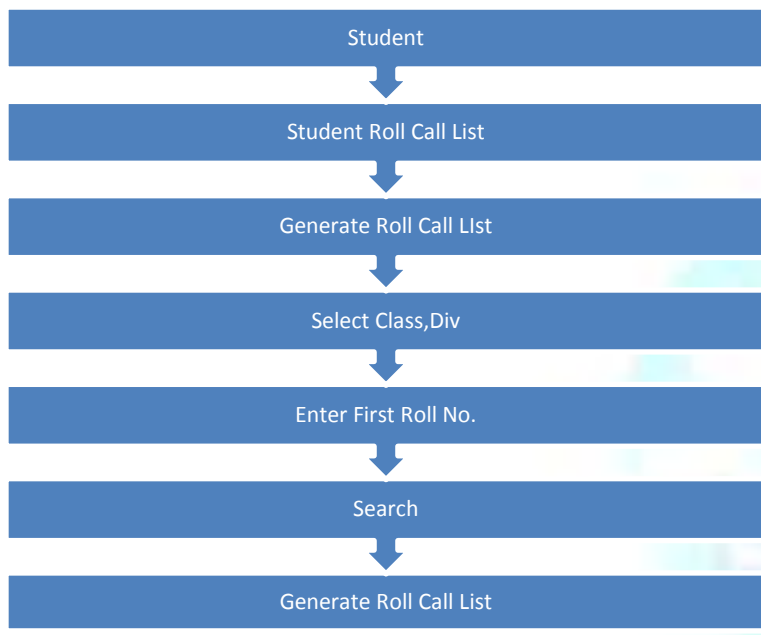 Student
Student Roll Call List
Generate Roll Call LIst
Select Class,Div
Enter First Roll No.
Search
Generate Roll Call List